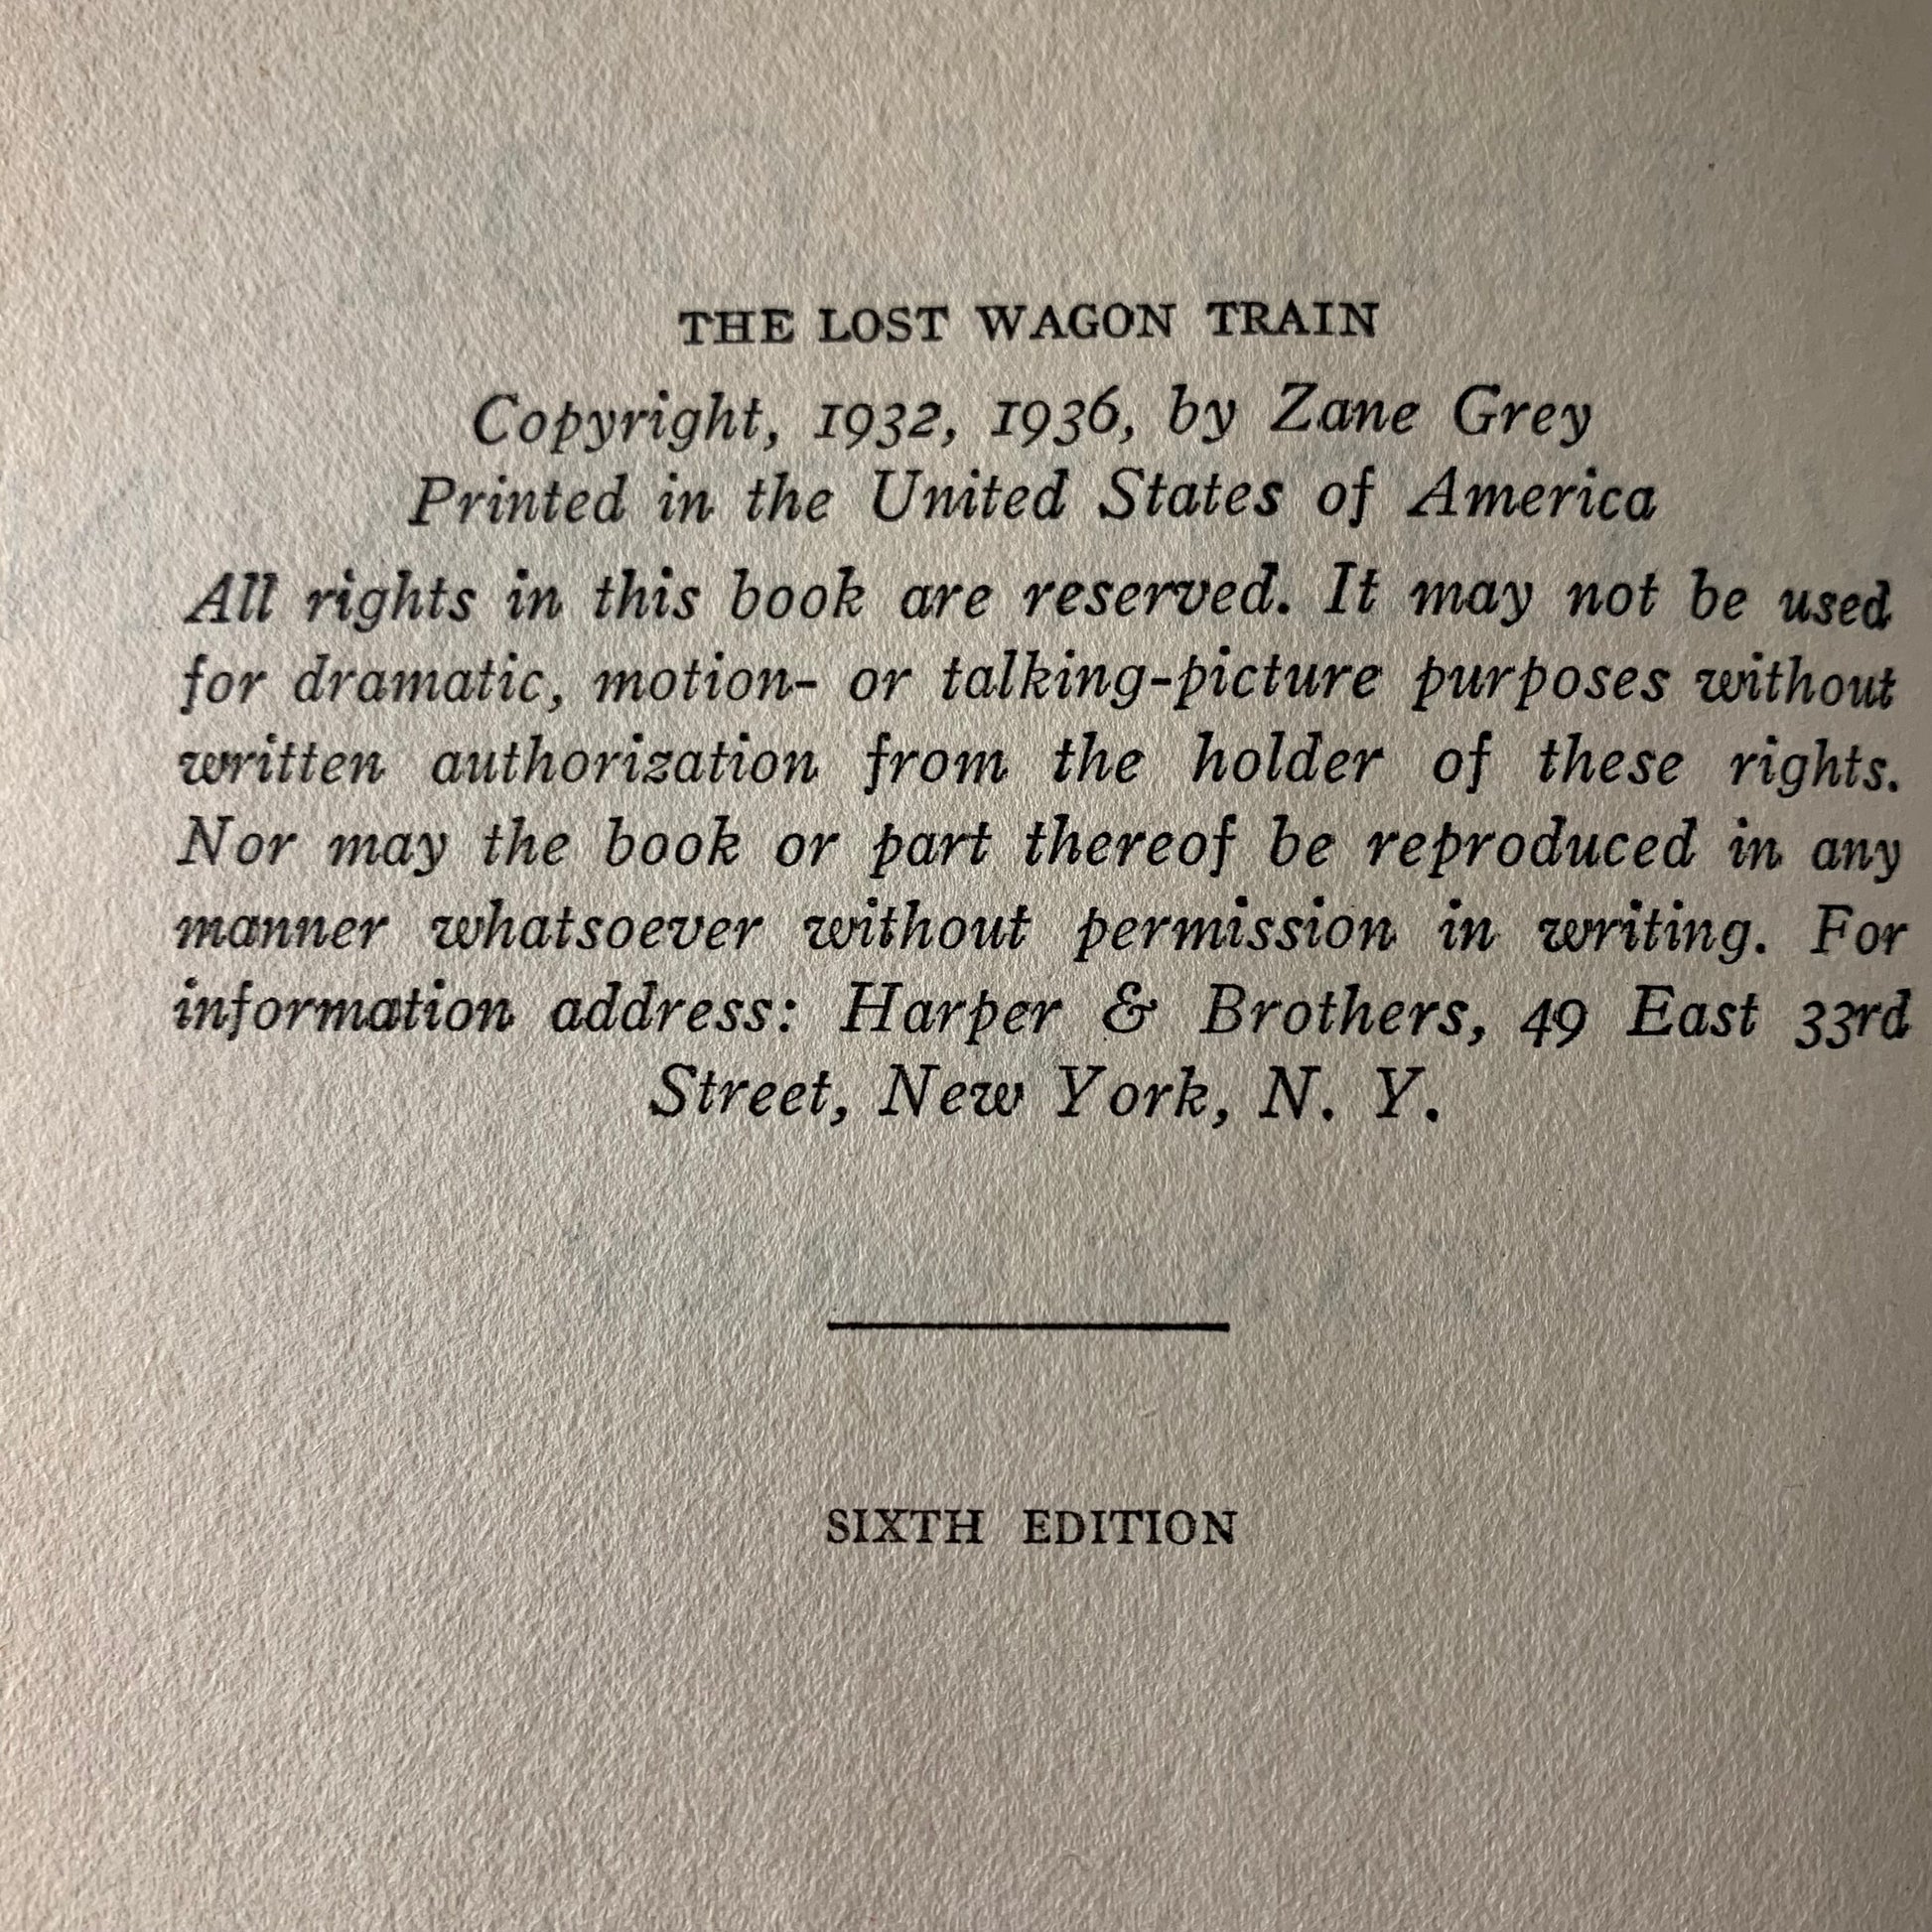 THE LOST WAGON TRAIN
Copyright, 1932, 1936, by Zane Grey
Printed in the United States of America
All rights in this book are reserved. It may not be used
for dramatic, motion- or talking-picture purposes without
written authorization from the holder of these rights.
Nor may the book or part thereof be reproduced in any
manner whatsoever without permission in writing. For
information address: Harper & Brothers, 49 East 33rd
Street, New York, N. Y.
SIXTH EDITION